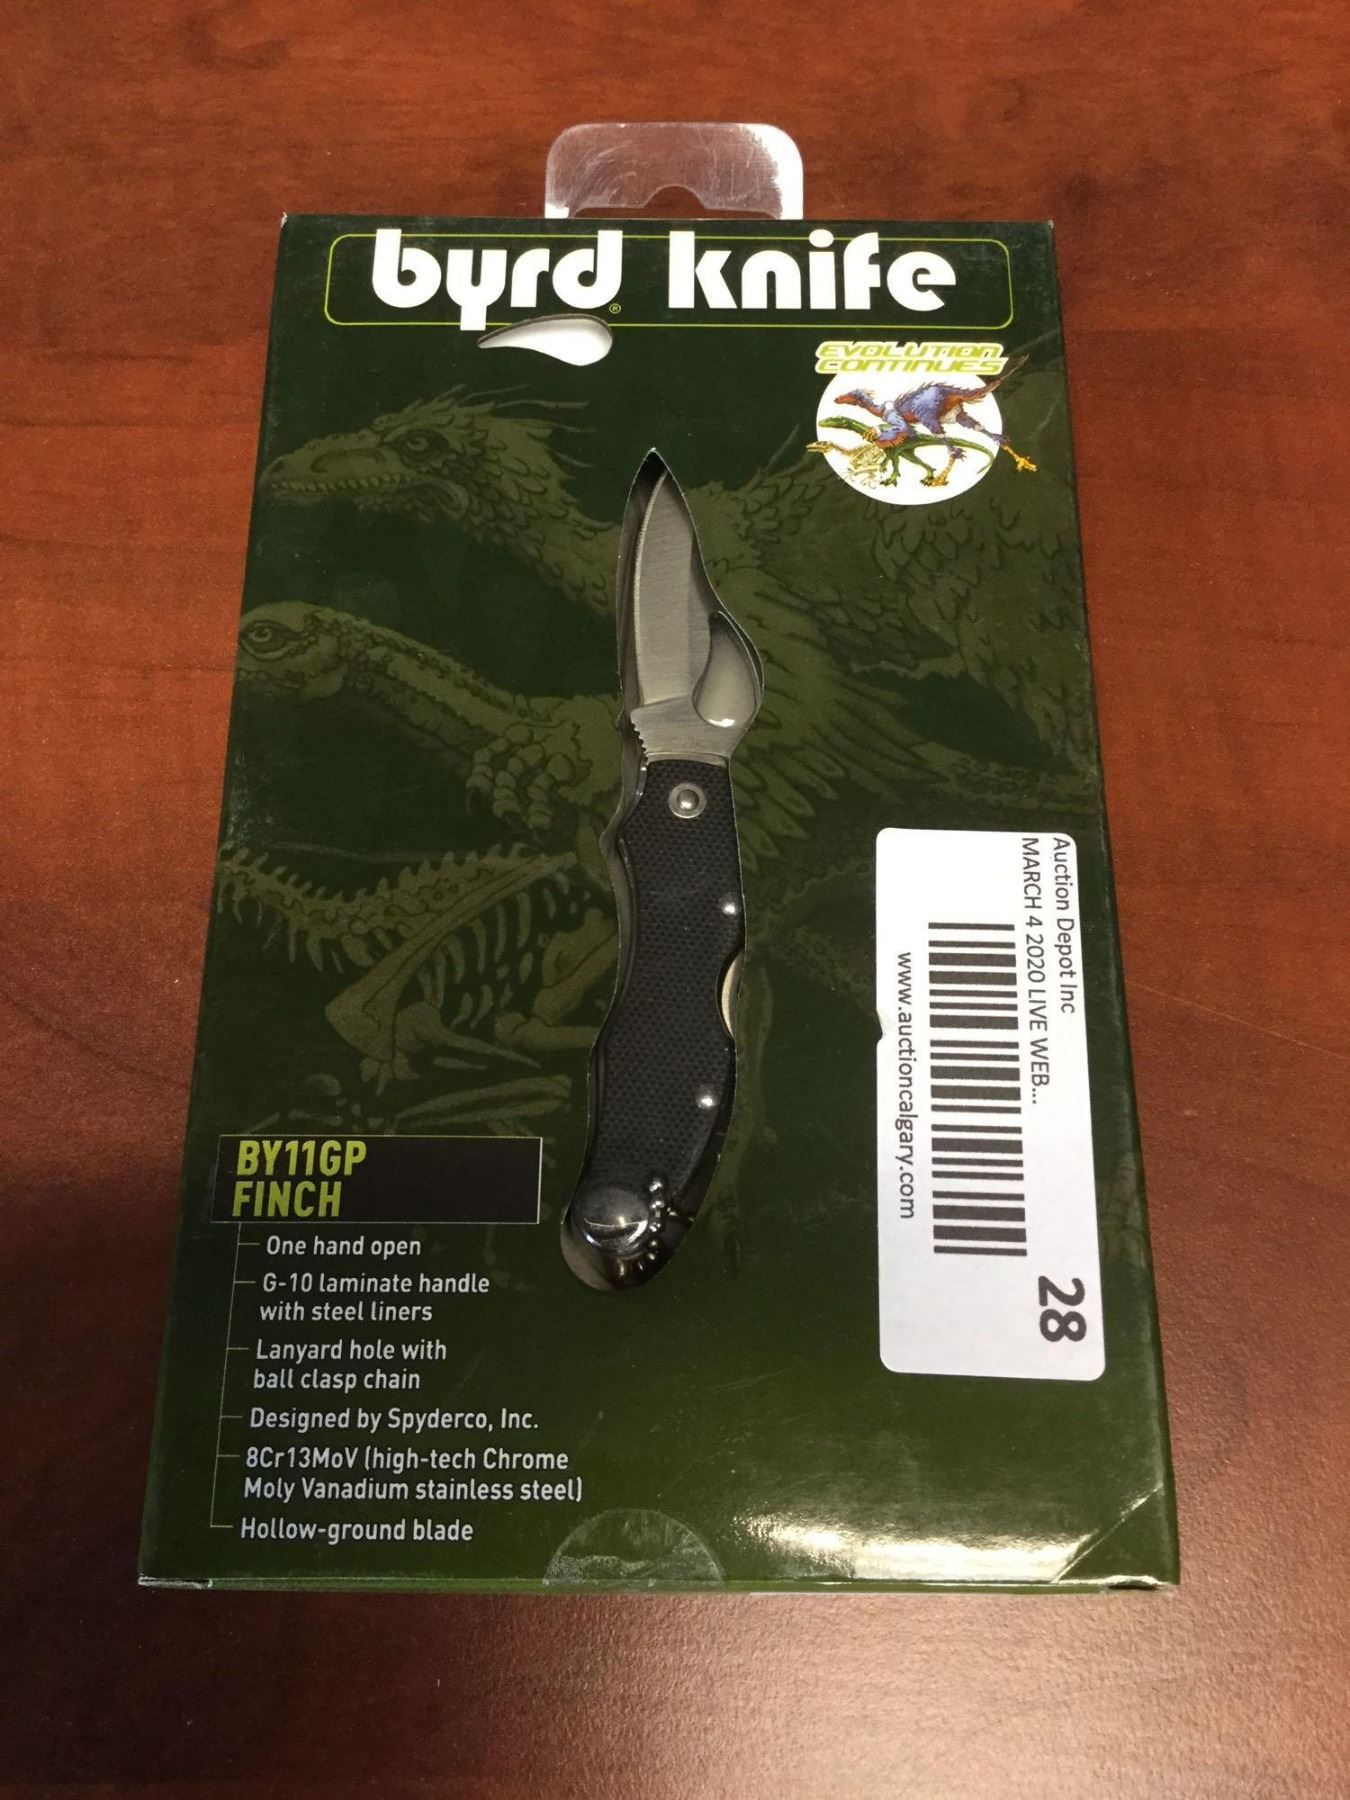 byrd® knife
EVOLUTION
CONTINUES
Auction Depot Inc
MARCH 4 2020 LIVE WEB...
www.auctioncalgary.com
28
BY11GP
FINCH
One hand open
G-10 laminate handle
with steel liners
Lanyard hole with
ball clasp chain
Designed by Spyderco, Inc.
8Cr13MoV (high-tech Chrome
Moly Vanadium stainless steel)
Hollow-ground blade